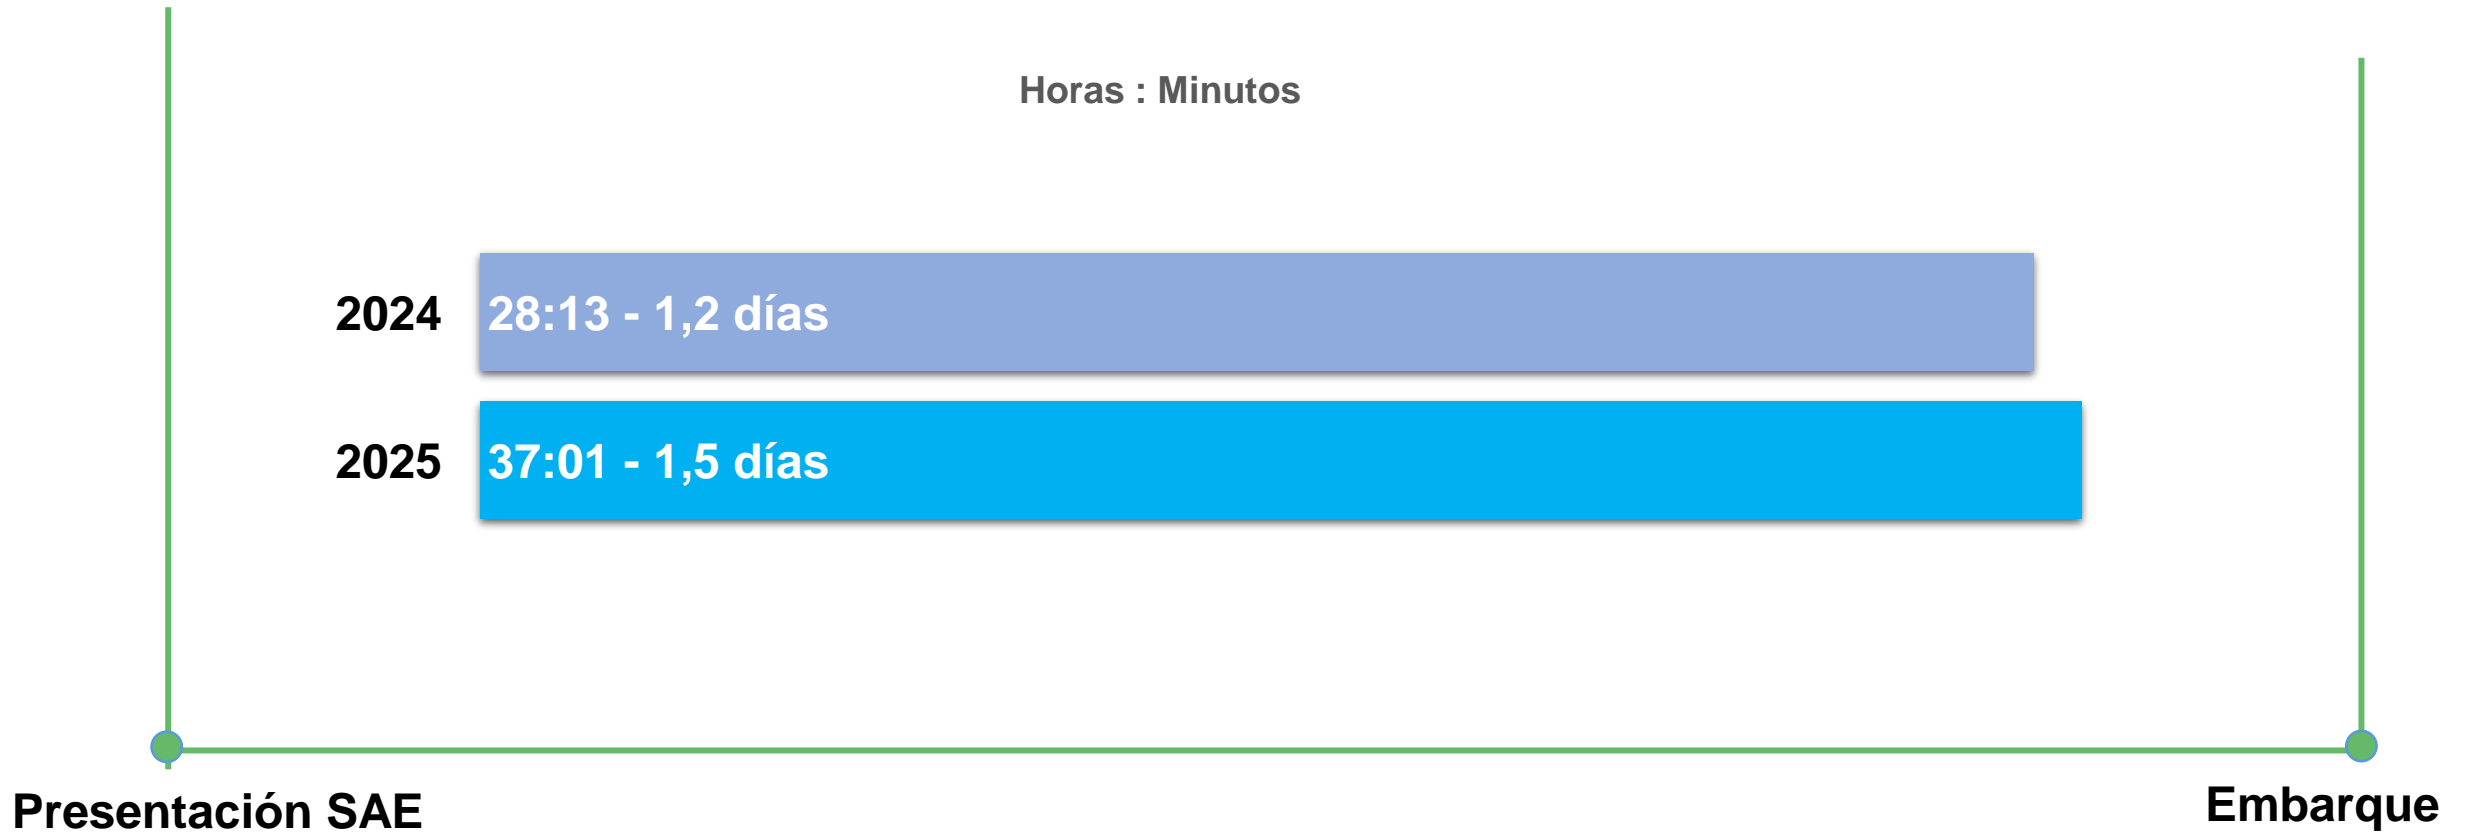 Horas : Minutos
2024 28:13 - 1,2 días
2025 37:01 - 1,5 días
Presentación SAE
Embarque